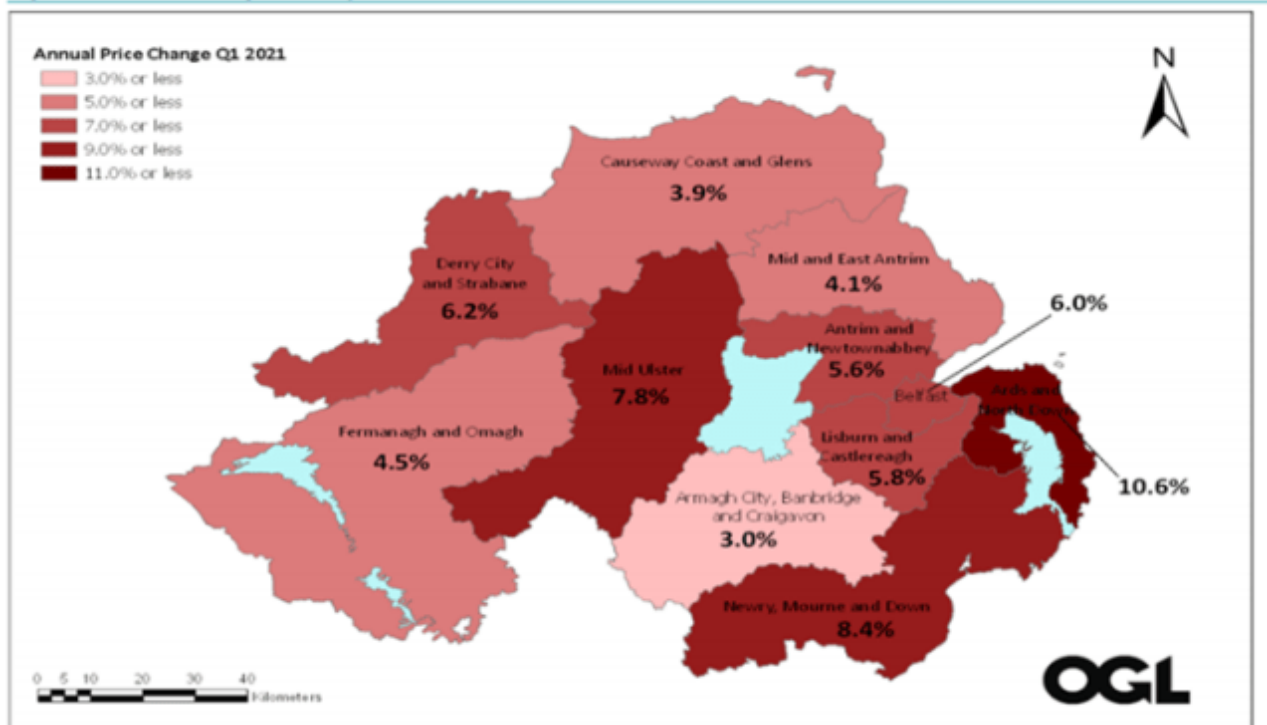 Annual Price Change Q1 2021
3.0% or less
5.0% or less
7.0% or less
9.0% or less
11.0% or less
N
Causeway Coast and Glens
3.9%
Mid and East Antrim
4.1%
Derry City
and Strabane
6.2%
6.0%
Antrim and
Newtownabbey
5.6%
Mid Ulster
7.8%
Belfast
Ards and
North Down
Fermanagh and Omagh
4.5%
Lisburn and
Castlereagh
5.8%
10.6%
Armagh City, Banbridge
and Craigavon
3.0%
Newry, Mourne and Down
8.4%
0 5 10 20 30 40
Kilometers
OGL